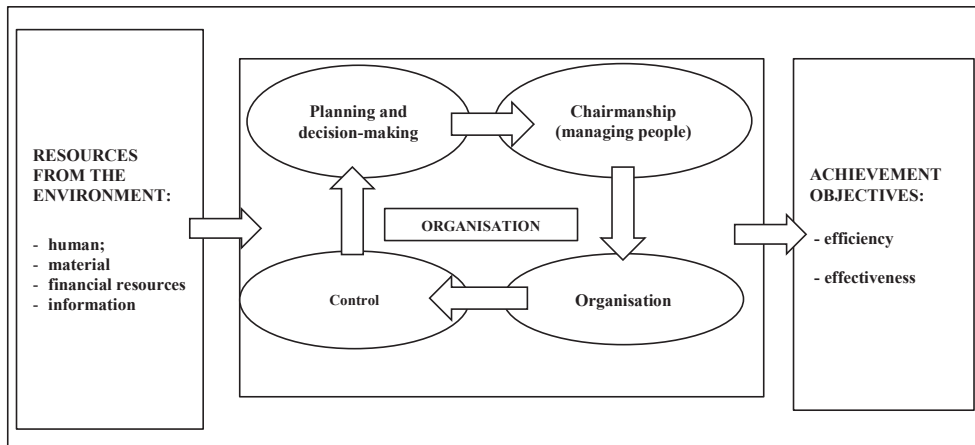 RESOURCES
FROM THE
ENVIRONMENT:
- human;
- material
- financial resources
- information
Planning and
decision-making
Chairmanship
(managing people)
ORGANISATION
Control
Organisation
ACHIEVEMENT
OBJECTIVES:
- efficiency
- effectiveness